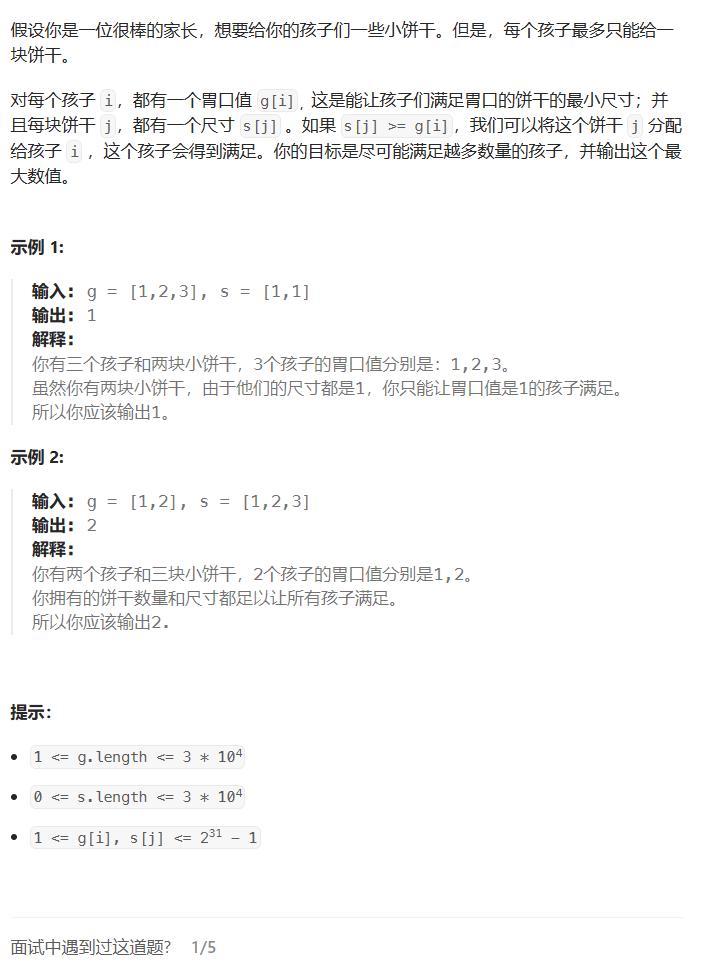 假设你是一位很棒的家长，想要给你的孩子们一些小饼干。但是，每个孩子最多只能给一
块饼干。
对每个孩子 i，都有一个胃口值 g[i]，这是能让孩子们满足胃口的饼干的最小尺寸；并
且每块饼干 j，都有一个尺寸 s[j] 。如果 s[j] >= g[i]，我们可以将这个饼干 j 分配
给孩子 i ，这个孩子会得到满足。你的目标是尽可能满足越多数量的孩子，并输出这个最
大数值。
示例 1:
输入: g = [1,2,3], s = [1,1]
输出: 1
解释:
你有三个孩子和两块小饼干，3个孩子的胃口值分别是：1,2,3。
虽然你有两块小饼干，由于他们的尺寸都是1，你只能让胃口值是1的孩子满足。
所以你应该输出1。
示例 2:
输入: g = [1,2], s = [1,2,3]
输出: 2
解释:
你有两个孩子和三块小饼干，2个孩子的胃口值分别是1,2。
你拥有的饼干数量和尺寸都足以让所有孩子满足。
所以你应该输出2.
提示：
1 <= g.length <= 3 * 10⁴
0 <= s.length <= 3 * 10⁴
1 <= g[i], s[j] <= 2³¹ - 1
面试中遇到过这道题? 1/5